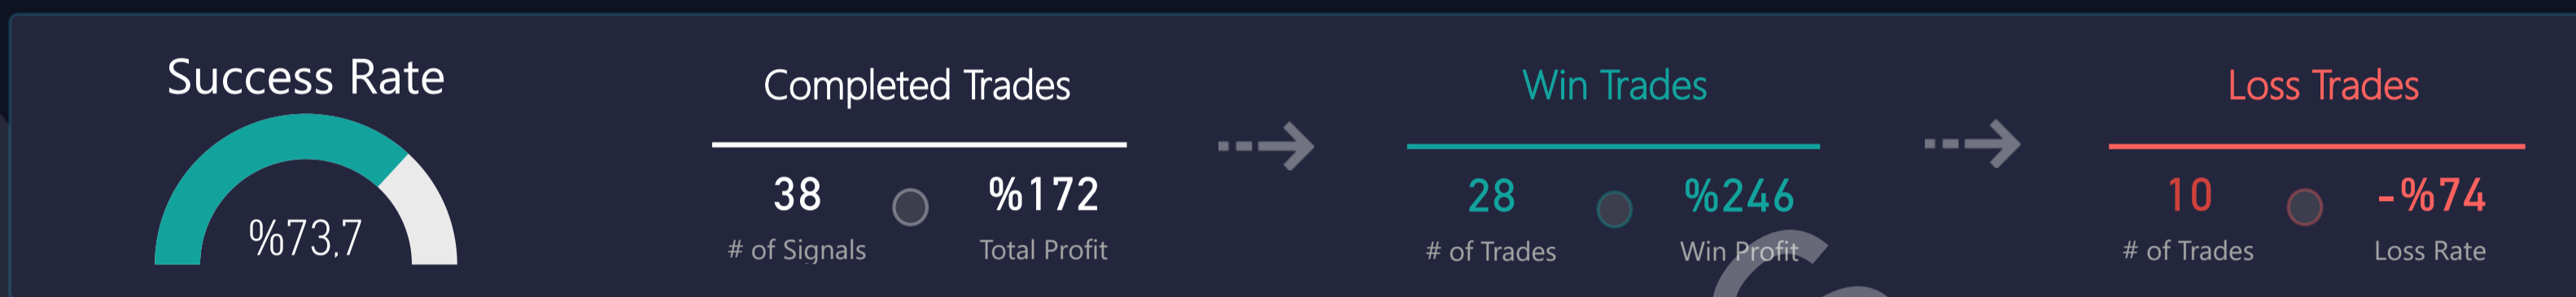 Success Rate
%73,7
Completed Trades
38
%172
# of Signals
Total Profit
Win Trades
28
%246
# of Trades
Win Profit
Loss Trades
10
-%74
# of Trades
Loss Rate